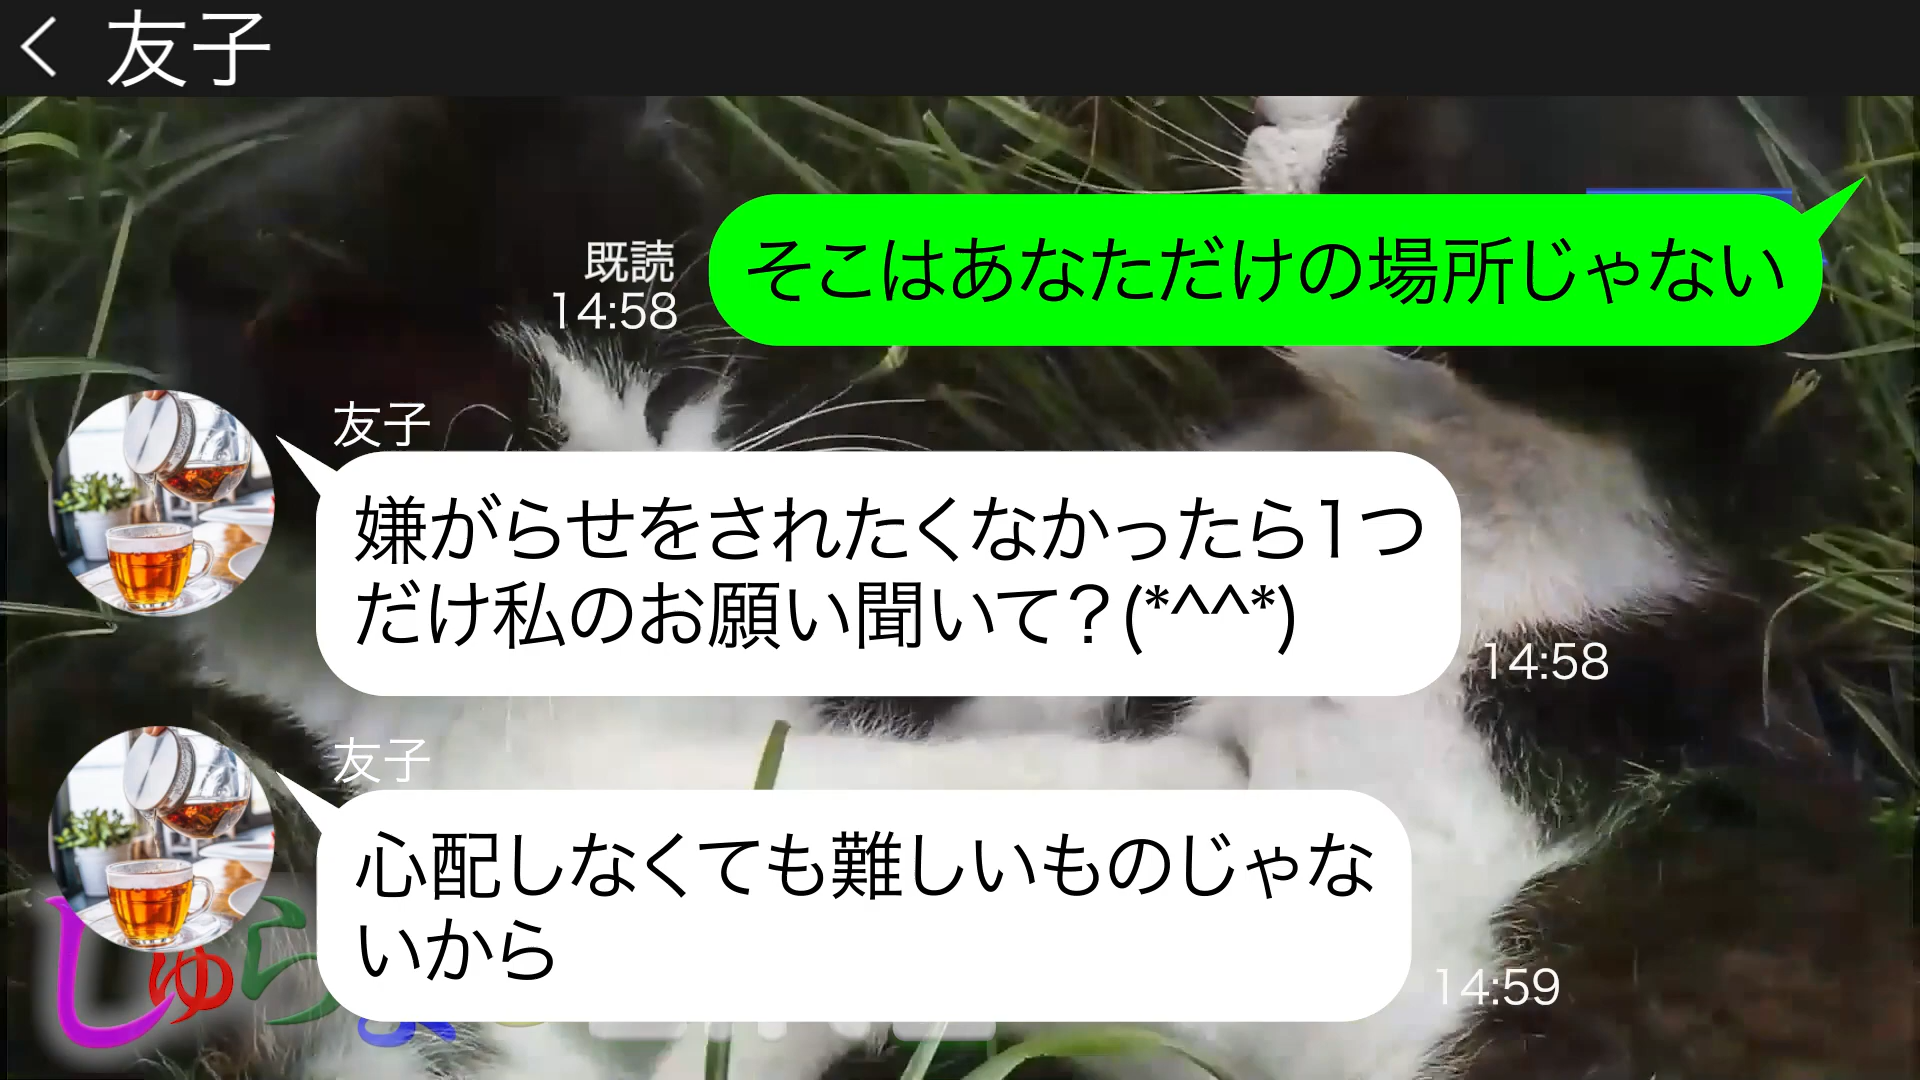 友子
そこはあなただけの場所じゃない
既読
14:58
友子
嫌がらせをされたくなかったら1つ
だけ私のお願い聞いて？(*^^*)
14:58
友子
心配しなくても難しいものじゃな
いから
14:59
しゅら